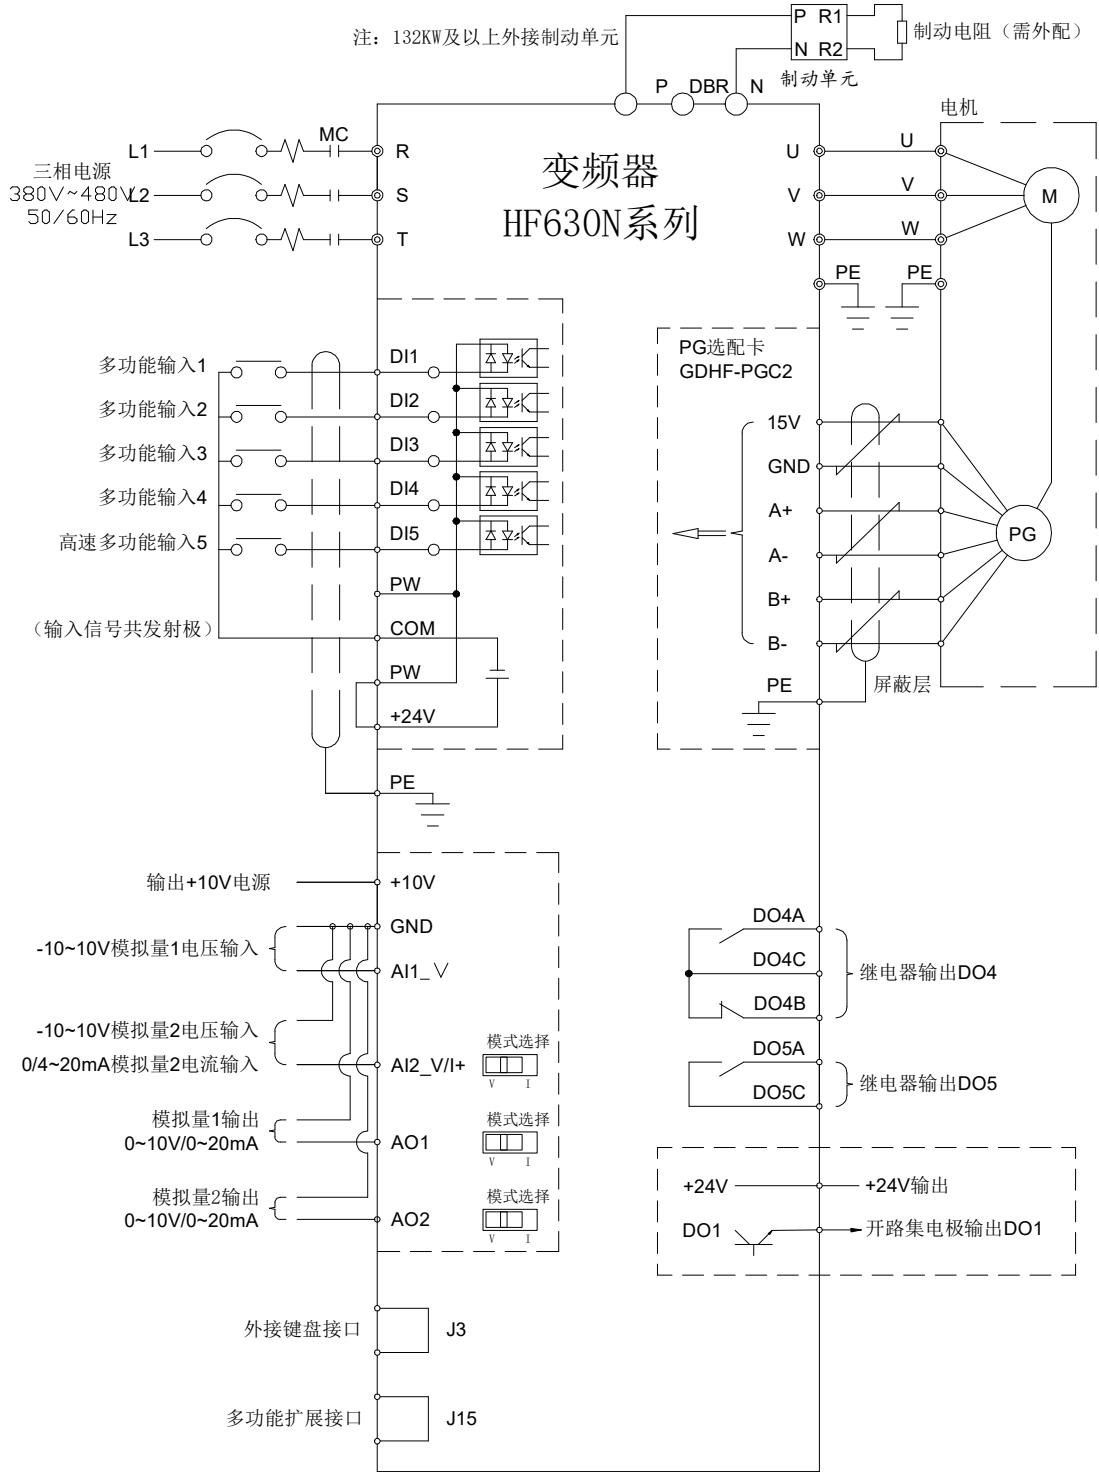 注：132KW及以上外接制动单元
P R1
N R2
制动电阻（需外配）
制动单元
P DBR N
电机
三相电源
380V~480V
50/60Hz
L1
L2
L3
MC
R
S
T
变频器
HF630N系列
U
V
W
PE
U
V
W
PE
M
多功能输入1
多功能输入2
多功能输入3
多功能输入4
高速多功能输入5
（输入信号共发射极）
DI1
DI2
DI3
DI4
DI5
PW
COM
PW
+24V
PE
PG选配卡
GDHF-PGC2
15V
GND
A+
A-
B+
B-
PE
PG
屏蔽层
输出+10V电源
-10~10V模拟量1电压输入
-10~10V模拟量2电压输入
0/4~20mA模拟量2电流输入
模拟量1输出
0~10V/0~20mA
模拟量2输出
0~10V/0~20mA
+10V
GND
AI1_V
AI2_V/I+
AO1
AO2
模式选择
V I
模式选择
V I
模式选择
V I
DO4A
DO4C
DO4B
继电器输出DO4
DO5A
DO5C
继电器输出DO5
+24V
+24V输出
DO1
开路集电极输出DO1
外接键盘接口
J3
多功能扩展接口
J15